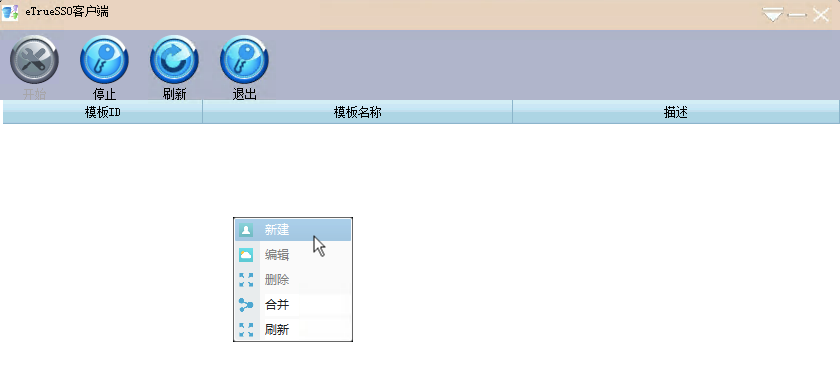 eTrueSSO客户端
开始 停止 刷新 退出
模板ID 模板名称 描述
新建
编辑
删除
合并
刷新